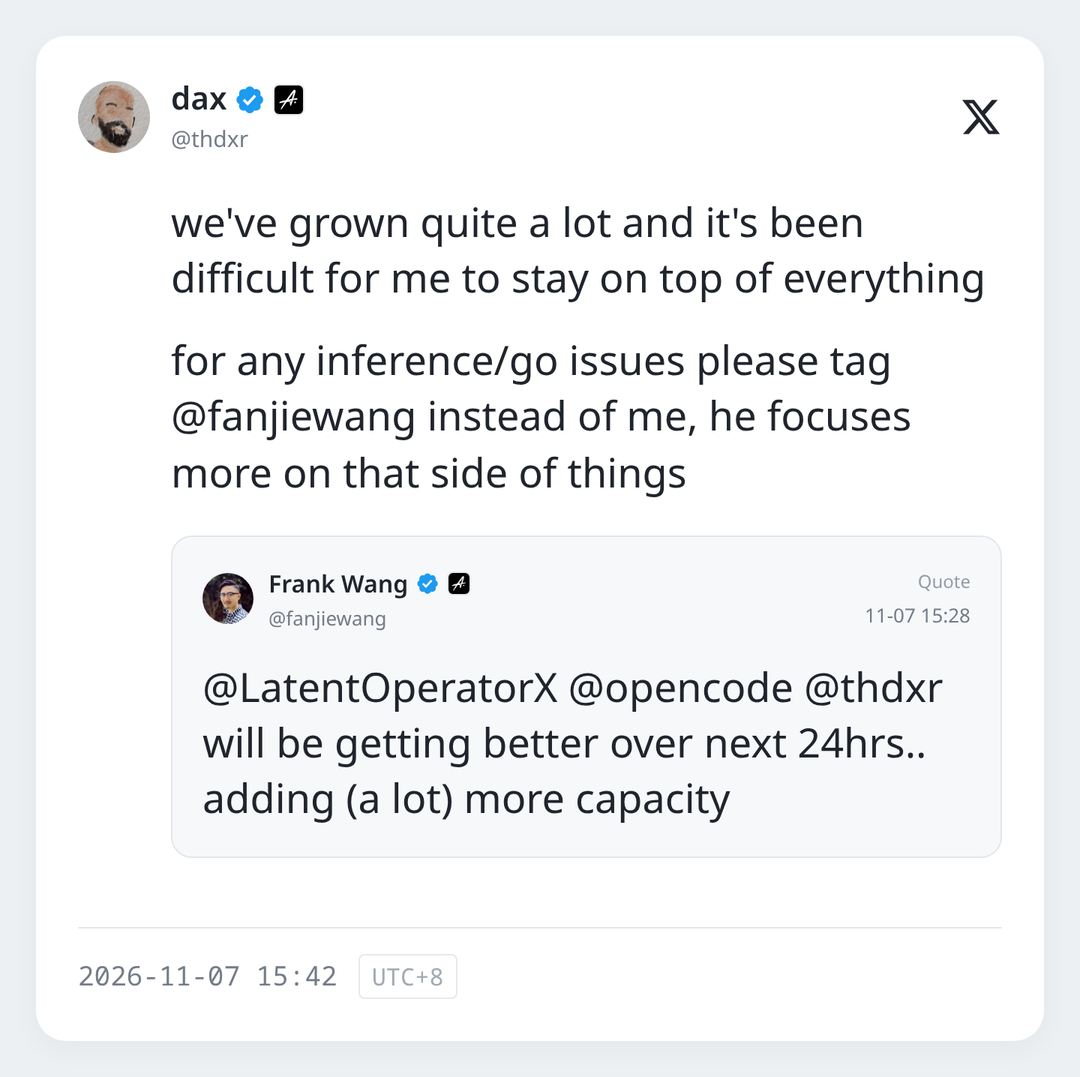 dax
@thdxr
we've grown quite a lot and it's been
difficult for me to stay on top of everything
for any inference/go issues please tag
@fanjiewang instead of me, he focuses
more on that side of things
Frank Wang
@fanjiewang
Quote
11-07 15:28
@LatentOperatorX @opencode @thdxr
will be getting better over next 24hrs..
adding (a lot) more capacity
2026-11-07 15:42 UTC+8